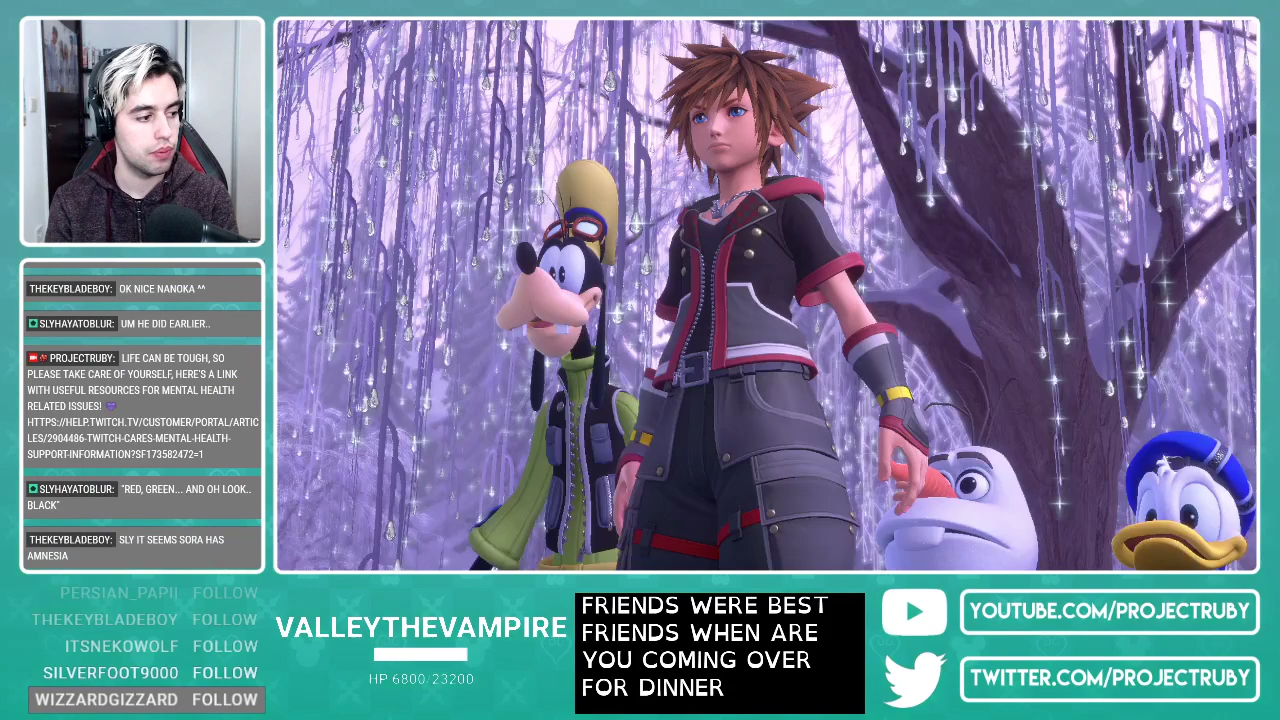 THEKEYBLADEBOY: OK NICE NANOKA ^^
SLYHAYATOBLUR: UM HE DID EARLIER..
PROJECTRUBY: LIFE CAN BE TOUGH, SO
PLEASE TAKE CARE OF YOURSELF, HERE'S A LINK
WITH USEFUL RESOURCES FOR MENTAL HEALTH
RELATED ISSUES! 💜
HTTPS://HELP.TWITCH.TV/CUSTOMER/PORTAL/ARTIC
LES/2904486-TWITCH-CARES-MENTAL-HEALTH-
SUPPORT-INFORMATION?SF173582472=1
SLYHAYATOBLUR: "RED, GREEN... AND OH LOOK..
BLACK"
THEKEYBLADEBOY: SLY IT SEEMS SORA HAS
AMNESIA
PERSIAN_PAPII FOLLOW
THEKEYBLADEBOY FOLLOW
ITSNEKOWOLF FOLLOW
SILVERFOOT9000 FOLLOW
WIZZARDGIZZARD FOLLOW
VALLEYTHEVAMPIRE
HP 6800/23200
FRIENDS WERE BEST
FRIENDS WHEN ARE
YOU COMING OVER
FOR DINNER
YOUTUBE.COM/PROJECTRUBY
TWITTER.COM/PROJECTRUBY